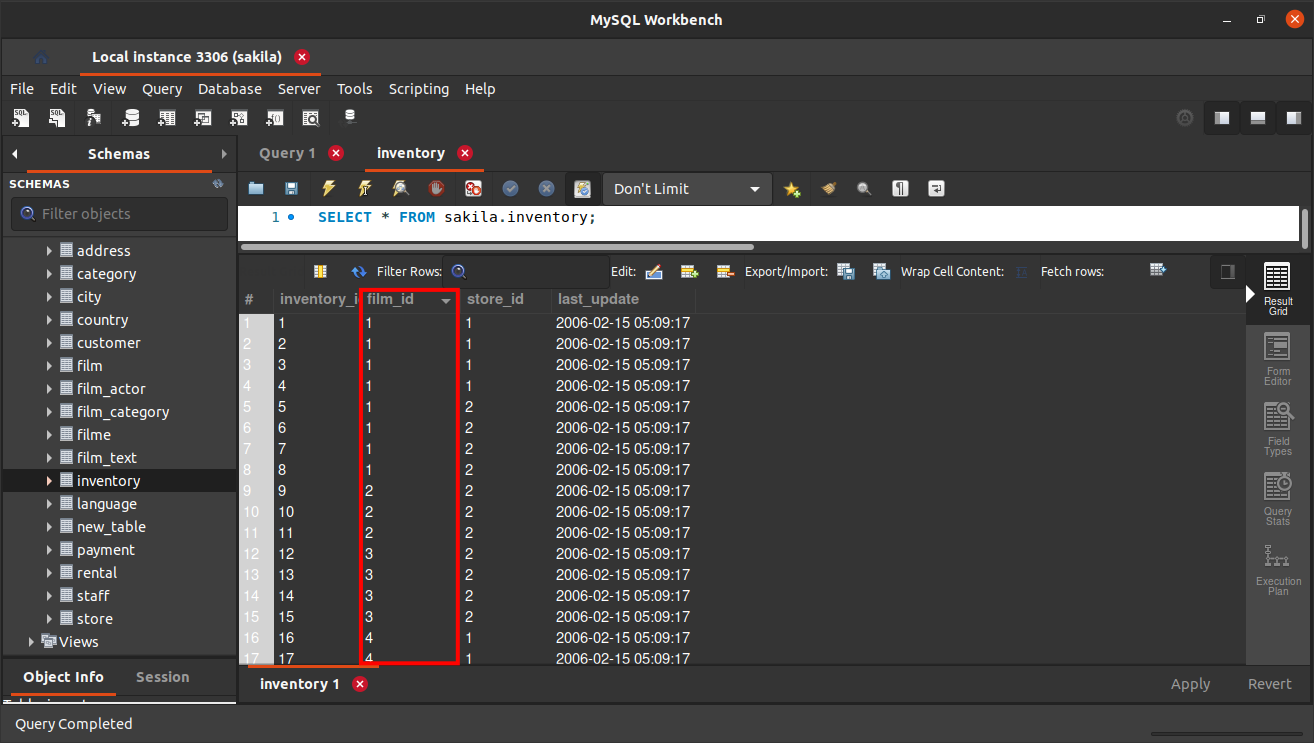 MySQL Workbench
Local instance 3306 (sakila)
File Edit View Query Database Server Tools Scripting Help
Schemas
Query 1
inventory
SCHEMAS
Filter objects
Don't Limit
1 SELECT * FROM sakila.inventory;
address
category
city
country
customer
film
film_actor
film_category
filme
film_text
inventory
language
new_table
payment
rental
staff
store
Views
Filter Rows: Edit: Export/Import: Wrap Cell Content: Fetch rows:
# inventory_i film_id store_id last_update
1 1 1 1 2006-02-15 05:09:17
2 2 1 1 2006-02-15 05:09:17
3 3 1 1 2006-02-15 05:09:17
4 4 1 1 2006-02-15 05:09:17
5 5 1 2 2006-02-15 05:09:17
6 6 1 2 2006-02-15 05:09:17
7 7 1 2 2006-02-15 05:09:17
8 8 1 2 2006-02-15 05:09:17
9 9 2 2 2006-02-15 05:09:17
10 10 2 2 2006-02-15 05:09:17
11 11 2 2 2006-02-15 05:09:17
12 12 3 2 2006-02-15 05:09:17
13 13 3 2 2006-02-15 05:09:17
14 14 3 2 2006-02-15 05:09:17
15 15 3 2 2006-02-15 05:09:17
16 16 4 1 2006-02-15 05:09:17
17 17 4 1 2006-02-15 05:09:17
Result
Grid
Form
Editor
Field
Types
Query
Stats
Execution
Plan
Object Info Session
inventory 1
Apply Revert
Query Completed